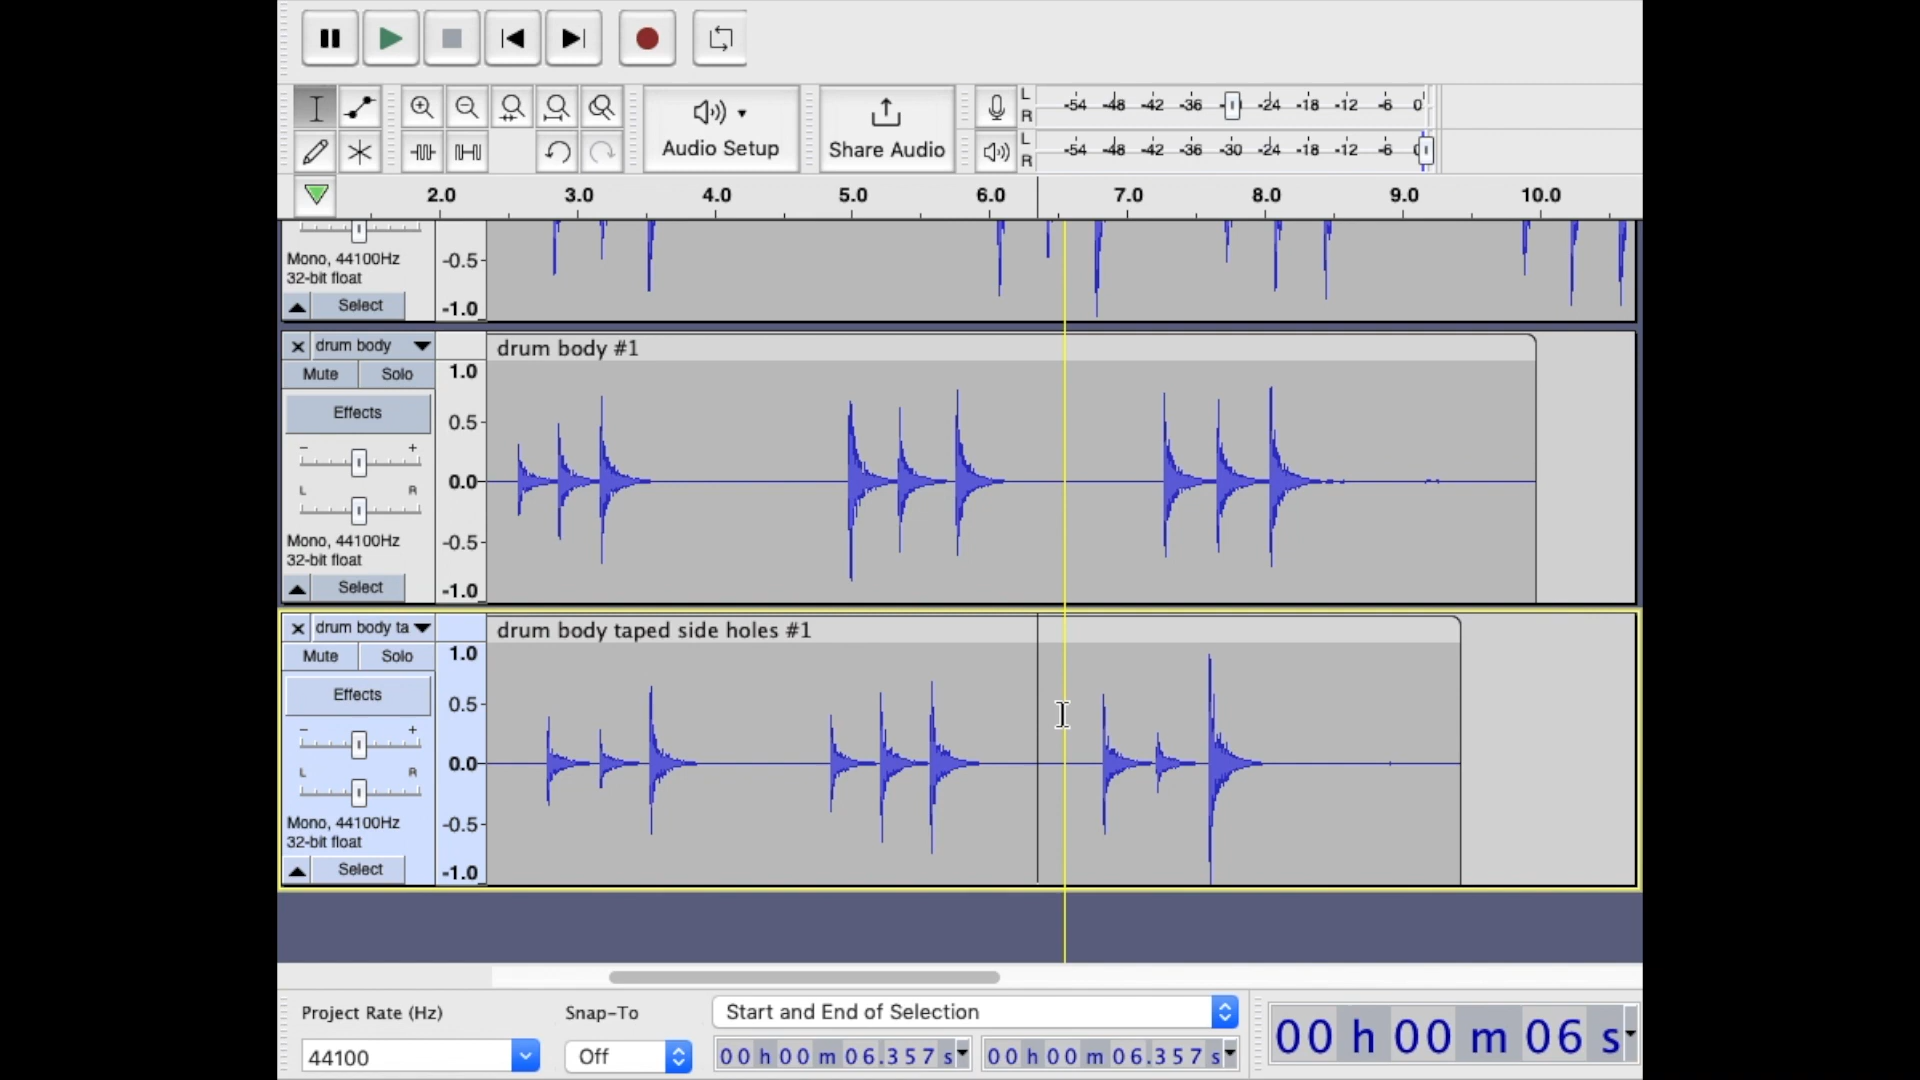 Audio Setup
Share Audio
L
R
-54 -48 -42 -36 -24 -18 -12 -6 0
L
R
-54 -48 -42 -36 -30 -24 -18 -12 -6
2.0 3.0 4.0 5.0 6.0 7.0 8.0 9.0 10.0
Mono, 44100Hz
32-bit float
Select
-0.5
-1.0
drum body
drum body #1
Mute Solo
Effects
- +
L R
Mono, 44100Hz
32-bit float
Select
1.0
0.5
0.0
-0.5
-1.0
drum body ta
drum body taped side holes #1
Mute Solo
Effects
- +
L R
Mono, 44100Hz
32-bit float
Select
1.0
0.5
0.0
-0.5
-1.0
Project Rate (Hz)
44100
Snap-To
Off
Start and End of Selection
00 h 00 m 06.357 s
00 h 00 m 06.357 s
00 h 00 m 06 s